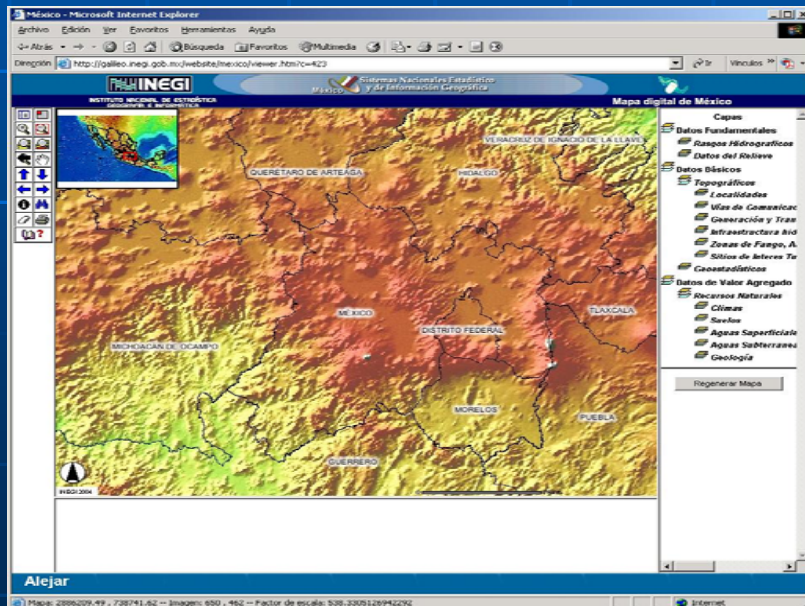 México - Microsoft Internet Explorer
Archivo Edición Ver Favoritos Herramientas Ayuda
Atrás Búsqueda Favoritos Multimedia
Dirección http://galileo.inegi.gob.mx/website/mexico/viewer.htm?c=423 Ir Vínculos
INEGI
INSTITUTO NACIONAL DE ESTADÍSTICA
GEOGRAFÍA E INFORMÁTICA
México
Sistemas Nacionales Estadístico
y de Información Geográfica
Mapa digital de México
Capas
Datos Fundamentales
Rasgos Hidrográficos
Datos del Relieve
Datos Básicos
Topográficos
Localidades
Vías de Comunicac
Generación y Tran
Infraestructura hid
Zonas de Fango, A
Sitios de Interes Tu
Geoestadísticos
Datos de Valor Agregado
Recursos Naturales
Climas
Suelos
Aguas Superficiale
Aguas Subterranea
Geología
Regenerar Mapa
VERACRUZ DE IGNACIO DE LA LLAVE
QUERÉTARO DE ARTEAGA
HIDALGO
MÉXICO
TLAXCALA
DISTRITO FEDERAL
MICHOACÁN DE OCAMPO
MORELOS
PUEBLA
GUERRERO
INEGI 2004
Alejar
Mapa: 2886209.49 , 738741.62 -- Imagen: 650 , 462 -- Factor de escala: 538.3305126942292
Internet